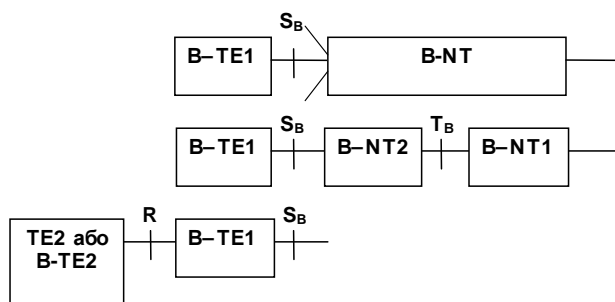 S_B
B–TE1
B-NT
S_B
T_B
B–TE1
B–NT2
B–NT1
R
S_B
TE2 або
B-TE2
B–TE1